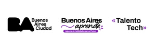 BA
Buenos
Aires
Ciudad
Buenos Aires
aprende
Talento
Tech